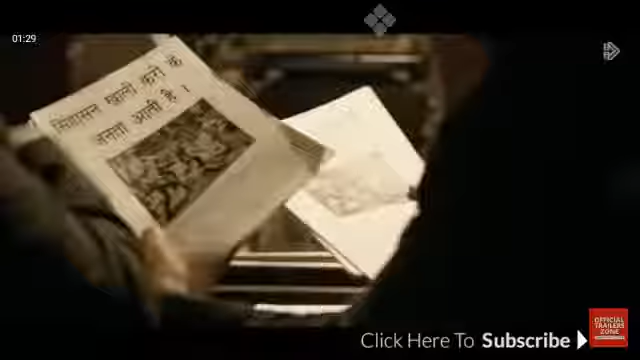 01:29
सिंहासन खाली करो के
जनता आती है।
Click Here To Subscribe
OFFICIAL
TRAILERS
ZONE